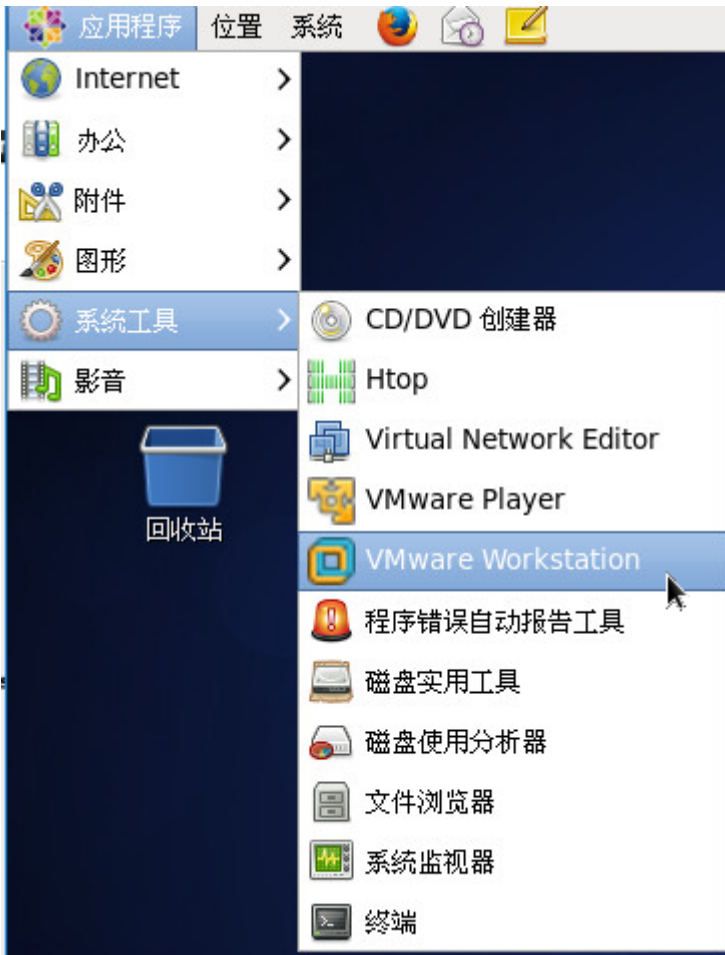 应用程序 位置 系统
Internet
办公
附件
图形
系统工具
影音
CD/DVD 创建器
Htop
Virtual Network Editor
VMware Player
VMware Workstation
程序错误自动报告工具
磁盘实用工具
磁盘使用分析器
文件浏览器
系统监视器
终端
回收站